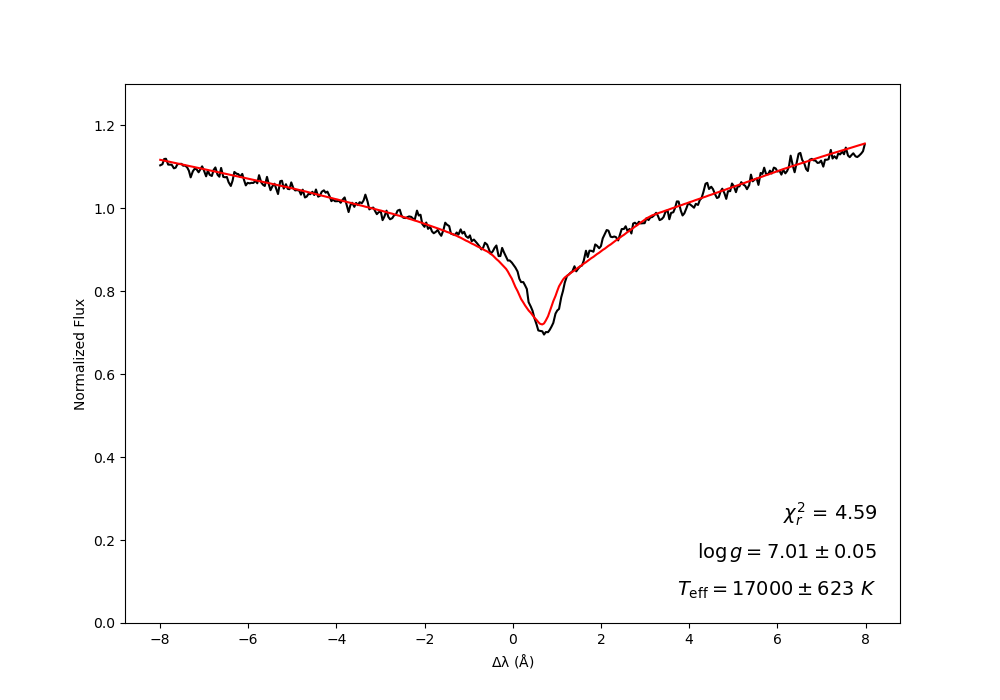 1.2
1.0
0.8
0.6
0.4
0.2
0.0
Normalized Flux
χ²ᵣ = 4.59
log g = 7.01 ± 0.05
T_eff = 17000 ± 623 K
−8 −6 −4 −2 0 2 4 6 8
Δλ (Å)